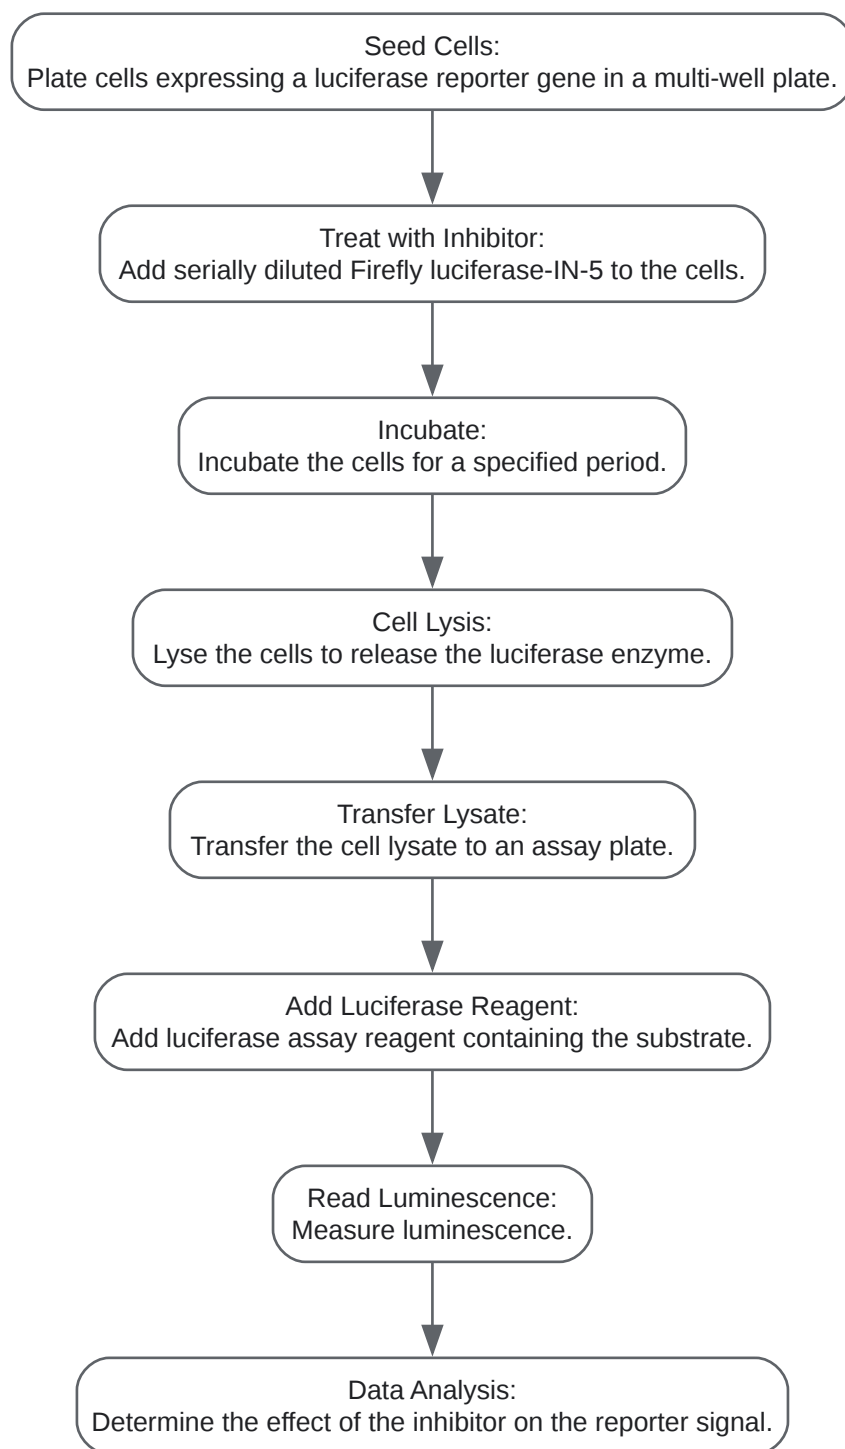 Seed Cells:
Plate cells expressing a luciferase reporter gene in a multi-well plate.
Treat with Inhibitor:
Add serially diluted Firefly luciferase-IN-5 to the cells.
Incubate:
Incubate the cells for a specified period.
Cell Lysis:
Lyse the cells to release the luciferase enzyme.
Transfer Lysate:
Transfer the cell lysate to an assay plate.
Add Luciferase Reagent:
Add luciferase assay reagent containing the substrate.
Read Luminescence:
Measure luminescence.
Data Analysis:
Determine the effect of the inhibitor on the reporter signal.